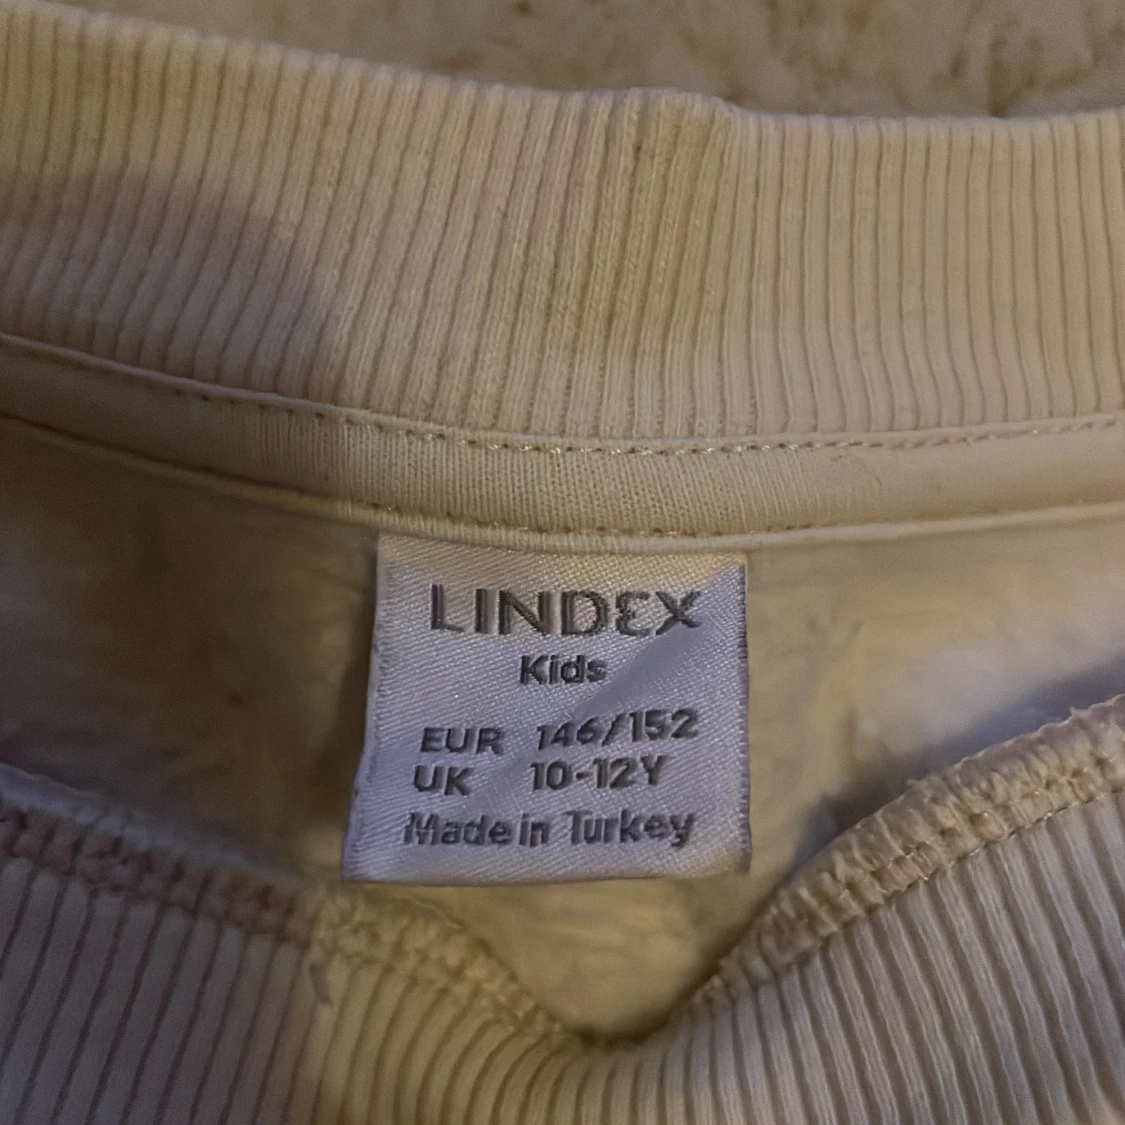 LINDEX
Kids
EUR 146/152
UK 10-12Y
Made in Turkey